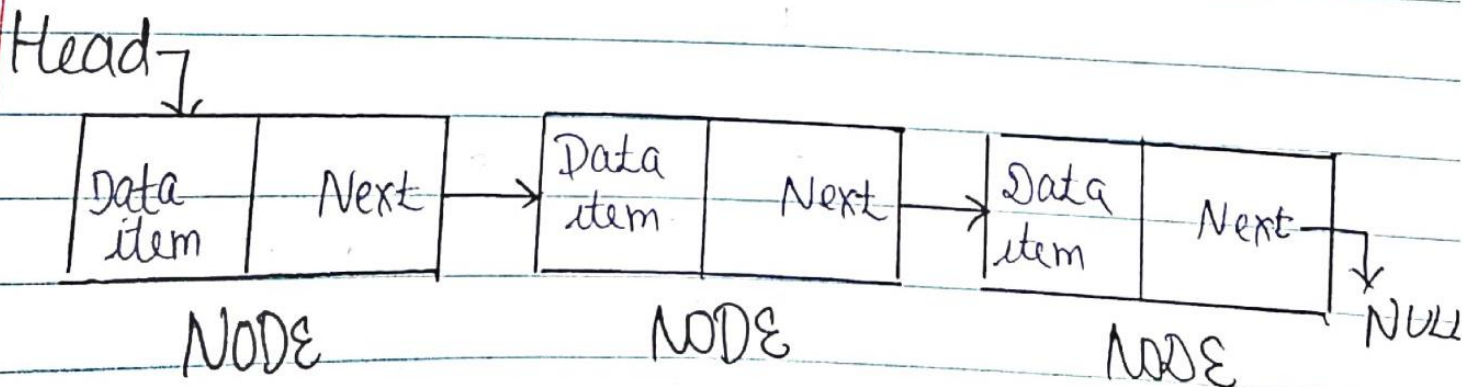 Head
Data item
Next
Data item
Next
Data item
Next
NULL
NODE
NODE
NODE